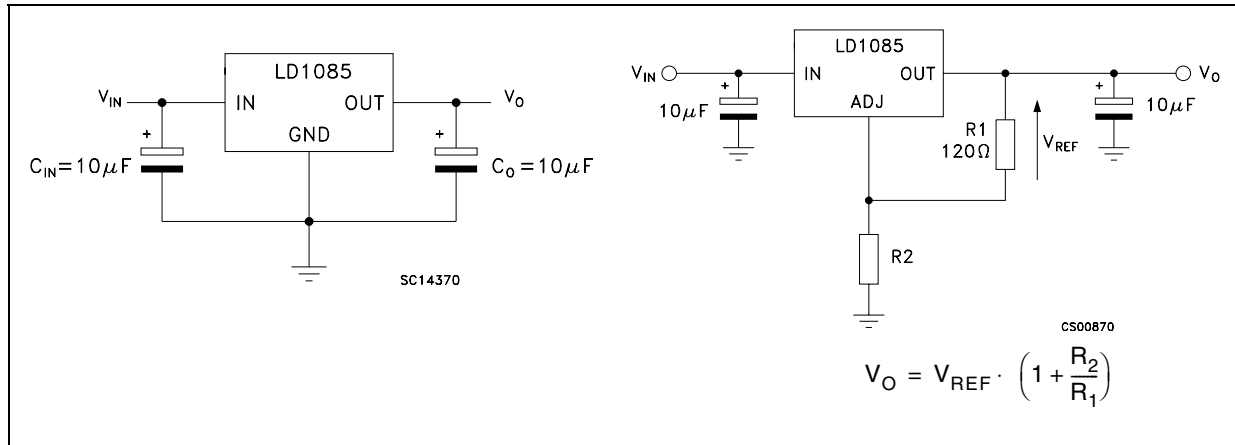 LD1085
V_IN
IN
OUT
V_O
GND
+
+
C_IN=10μF
C_O=10μF
SC14370
LD1085
V_IN
IN
OUT
V_O
ADJ
+
+
10μF
R1
120Ω
V_REF
10μF
R2
CS00870
V_O = V_REF · (1 + R_2/R_1)